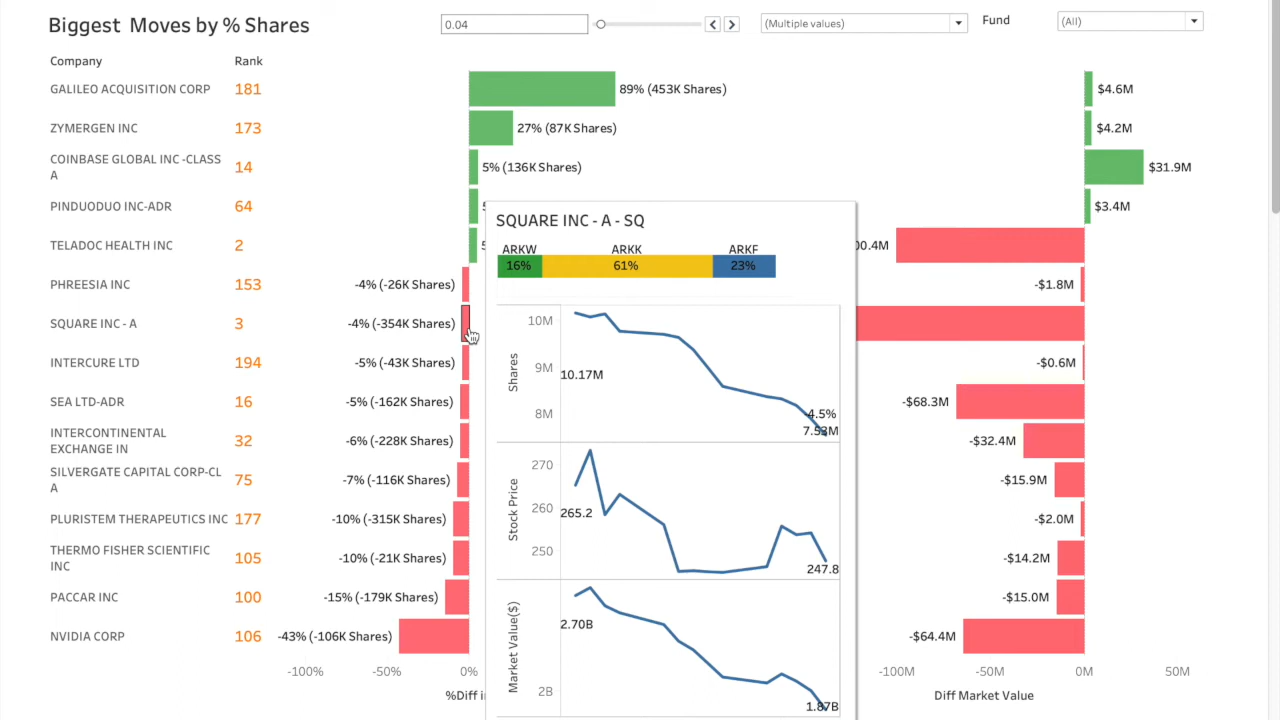 Biggest Moves by % Shares
0.04
(Multiple values)
Fund
(All)
Company Rank
GALILEO ACQUISITION CORP 181 89% (453K Shares) $4.6M
ZYMERGEN INC 173 27% (87K Shares) $4.2M
COINBASE GLOBAL INC -CLASS
A 14 5% (136K Shares) $31.9M
PINDUODUO INC-ADR 64 $3.4M
TELADOC HEALTH INC 2
PHREESIA INC 153 -4% (-26K Shares) -$1.8M
SQUARE INC - A 3 -4% (-354K Shares)
INTERCURE LTD 194 -5% (-43K Shares) -$0.6M
SEA LTD-ADR 16 -5% (-162K Shares) -$68.3M
INTERCONTINENTAL
EXCHANGE IN 32 -6% (-228K Shares) -$32.4M
SILVERGATE CAPITAL CORP-CL
A 75 -7% (-116K Shares) -$15.9M
PLURISTEM THERAPEUTICS INC 177 -10% (-315K Shares) -$2.0M
THERMO FISHER SCIENTIFIC
INC 105 -10% (-21K Shares) -$14.2M
PACCAR INC 100 -15% (-179K Shares) -$15.0M
NVIDIA CORP 106 -43% (-106K Shares) -$64.4M
-100% -50% 0%
%Diff
-$100M -$50M 0M 50M
Diff Market Value
SQUARE INC - A - SQ
ARKW ARKK ARKF
16% 61% 23%
Shares
10M
9M
8M
10.17M
-4.5%
7.53M
Stock Price
270
260
250
265.2
247.8
Market Value($)
2.70B
2B
1.87B